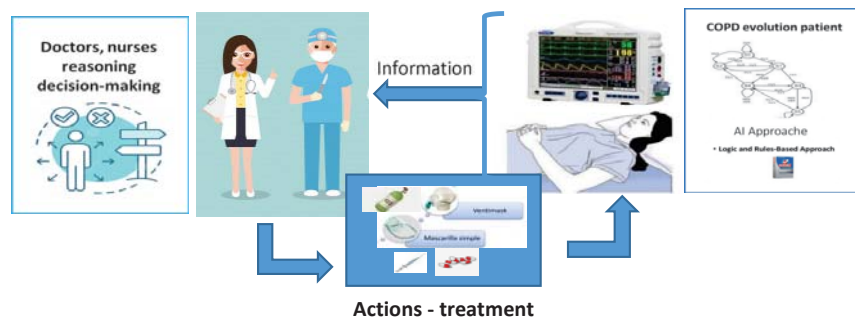 Doctors, nurses
reasoning
decision-making
Information
COPD evolution patient
AI Approache
• Logic and Rules-Based Approach
Ventimask
Mascarilla simple
Actions - treatment